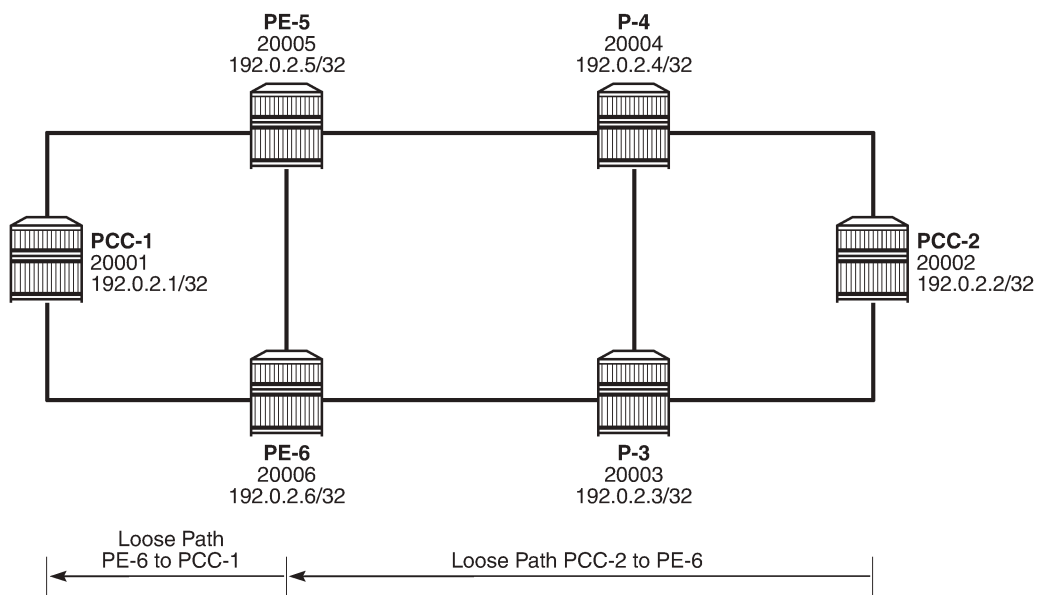 PE-5
20005
192.0.2.5/32
P-4
20004
192.0.2.4/32
PCC-1
20001
192.0.2.1/32
PCC-2
20002
192.0.2.2/32
PE-6
20006
192.0.2.6/32
P-3
20003
192.0.2.3/32
Loose Path
PE-6 to PCC-1
Loose Path PCC-2 to PE-6